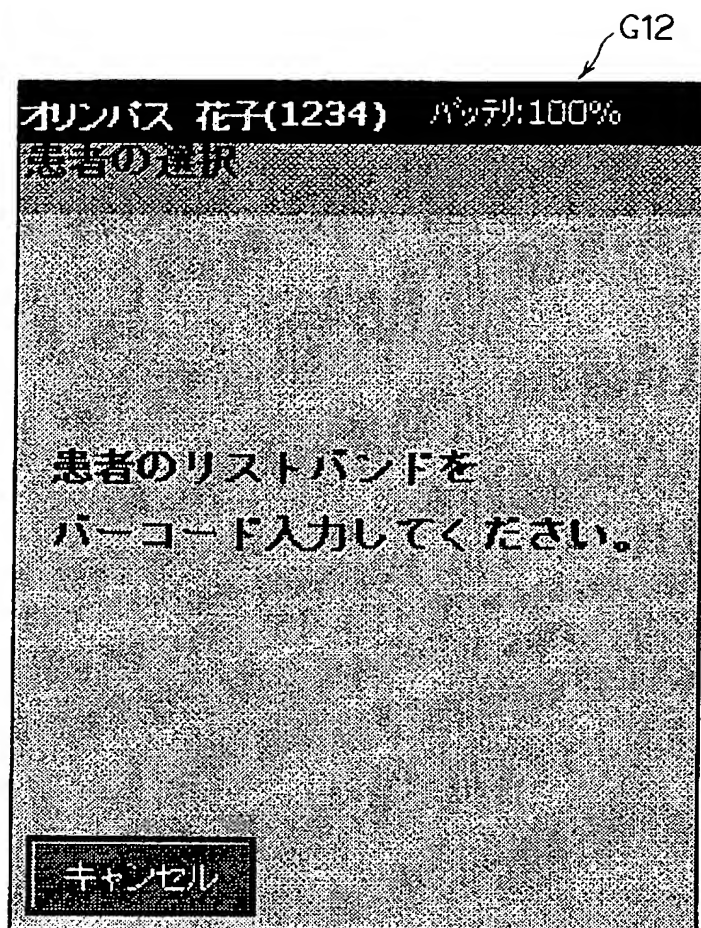 G12
オリンパス 花子(1234) バッテリ:100%
患者の選択
患者のリストバンドを
バーコード入力してください。
キャンセル